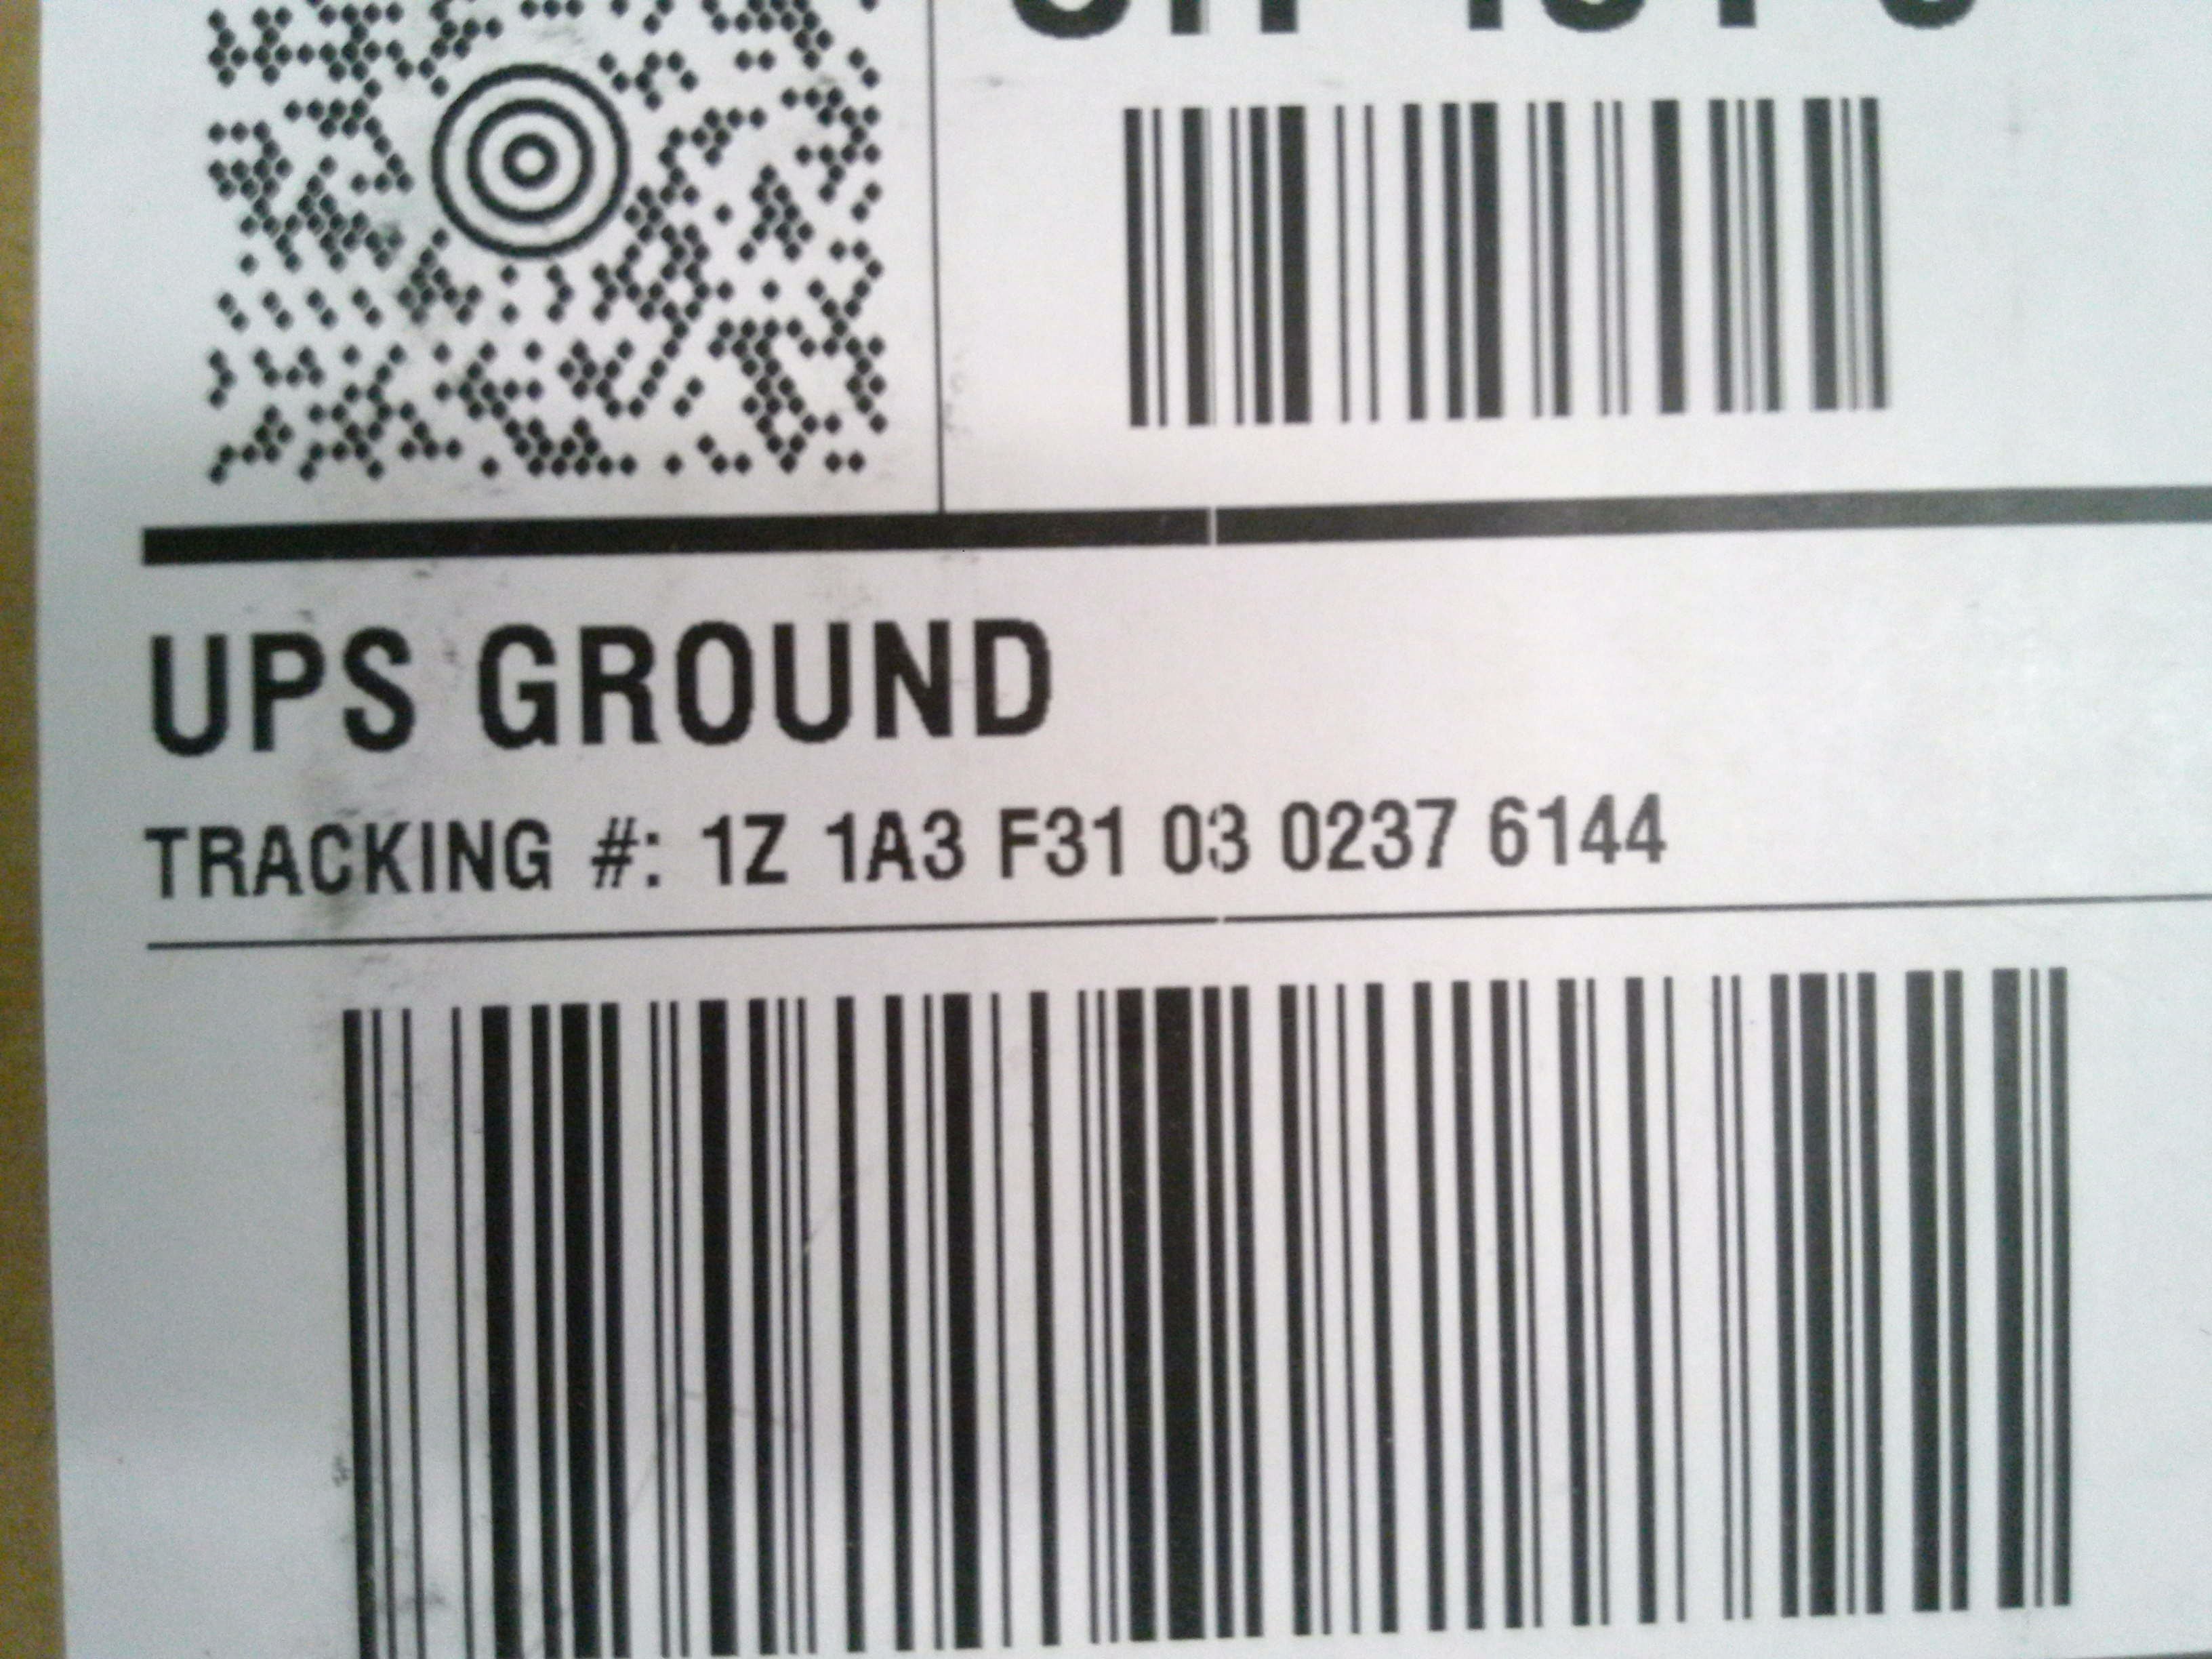 UPS GROUND
TRACKING #: 1Z 1A3 F31 03 0237 6144